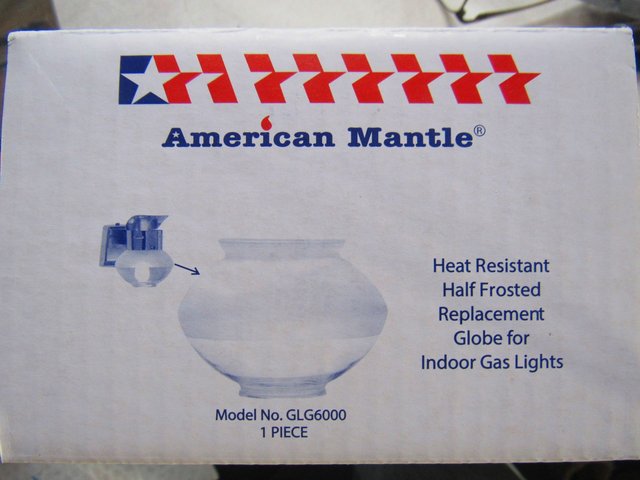 American Mantle®
Heat Resistant
Half Frosted
Replacement
Globe for
Indoor Gas Lights
Model No. GLG6000
1 PIECE